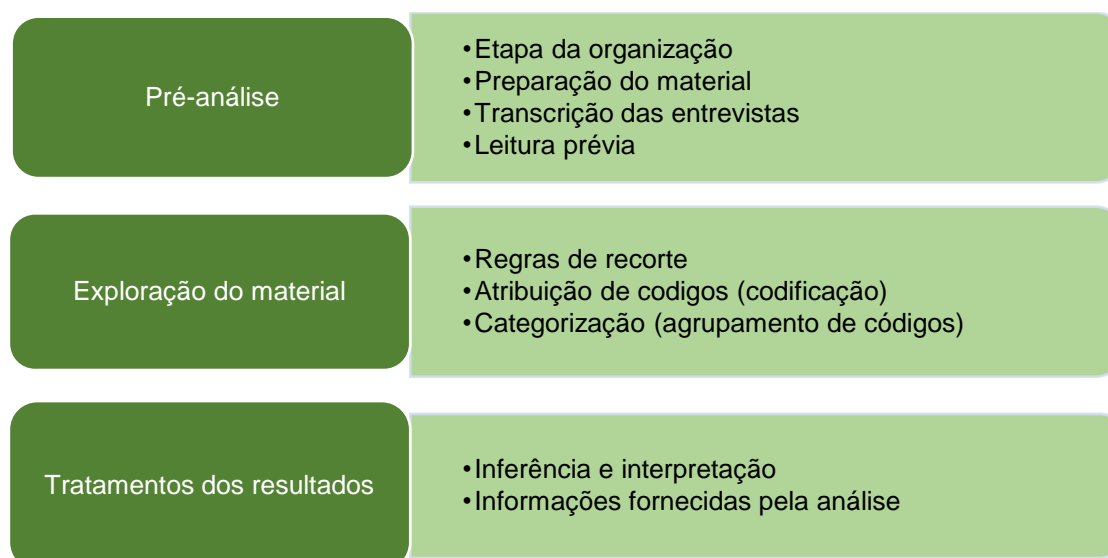 Pré-análise
•Etapa da organização
•Preparação do material
•Transcrição das entrevistas
•Leitura prévia
Exploração do material
•Regras de recorte
•Atribuição de codigos (codificação)
•Categorização (agrupamento de códigos)
Tratamentos dos resultados
•Inferência e interpretação
•Informações fornecidas pela análise